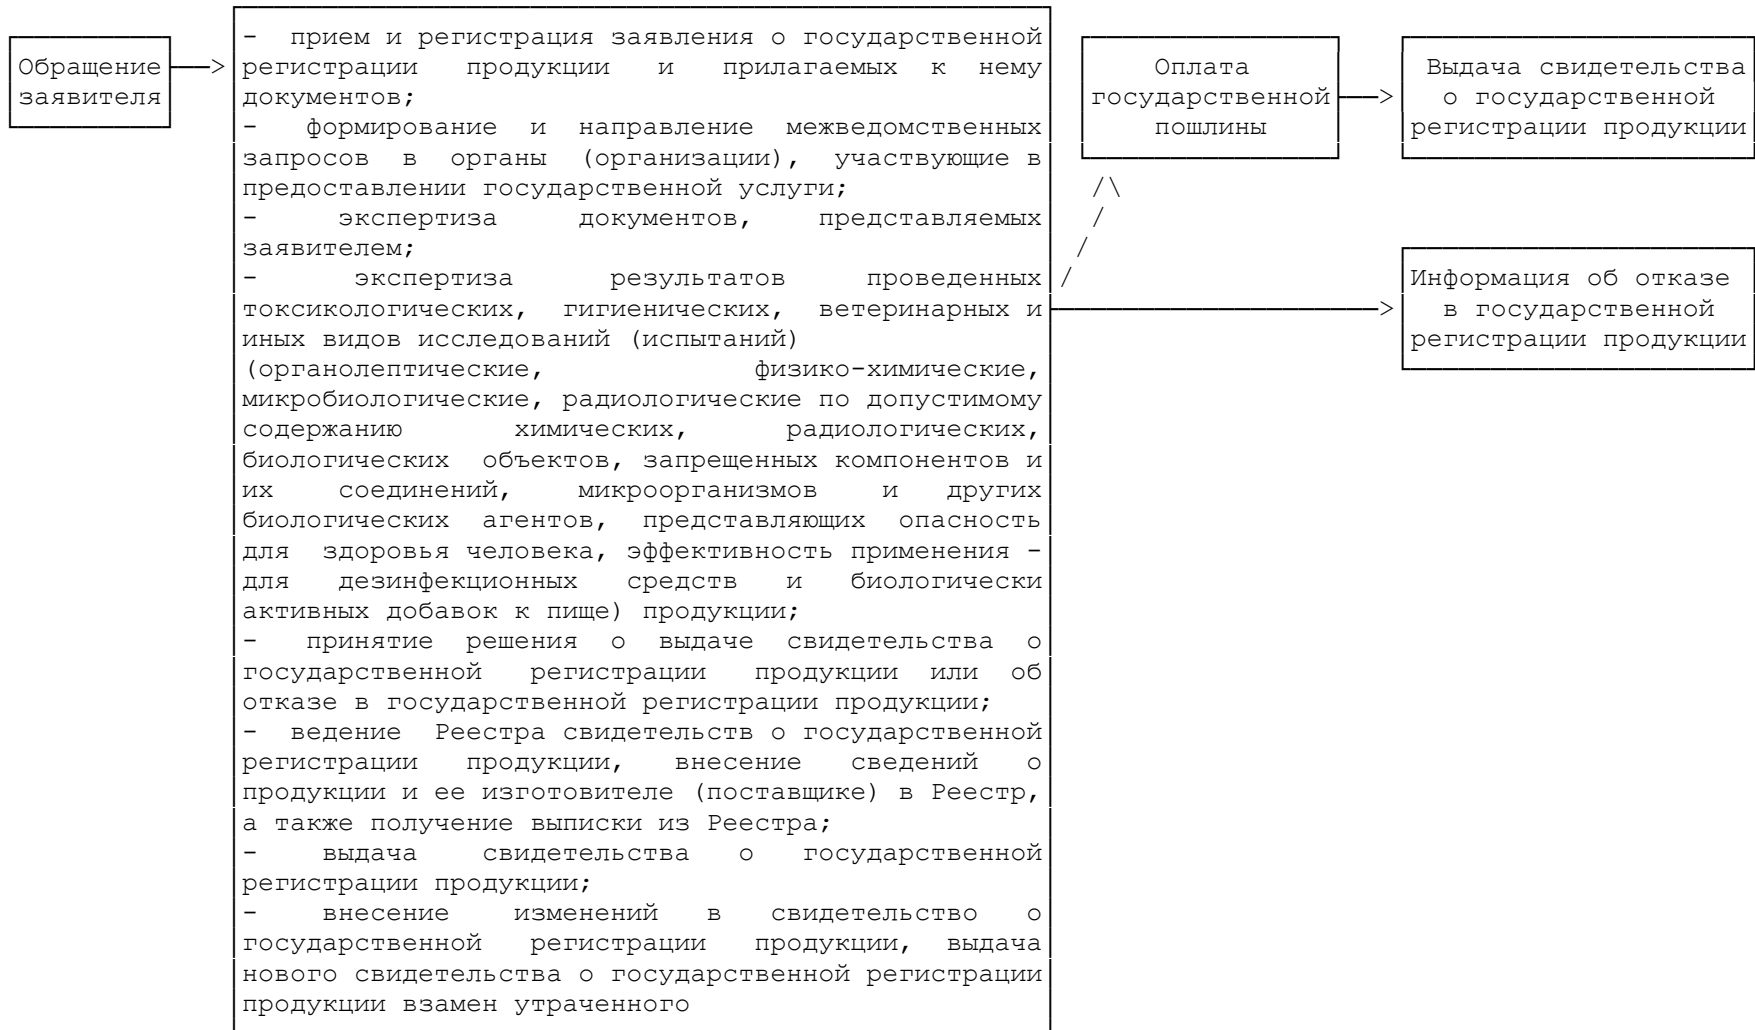 Обращение
заявителя
- прием и регистрация заявления о государственной
регистрации продукции и прилагаемых к нему
документов;
- формирование и направление межведомственных
запросов в органы (организации), участвующие в
предоставлении государственной услуги;
- экспертиза документов, представляемых
заявителем;
- экспертиза результатов проведенных
токсикологических, гигиенических, ветеринарных и
иных видов исследований (испытаний)
(органолептические, физико-химические,
микробиологические, радиологические по допустимому
содержанию химических, радиологических,
биологических объектов, запрещенных компонентов и
их соединений, микроорганизмов и других
биологических агентов, представляющих опасность
для здоровья человека, эффективность применения -
для дезинфекционных средств и биологически
активных добавок к пище) продукции;
- принятие решения о выдаче свидетельства о
государственной регистрации продукции или об
отказе в государственной регистрации продукции;
- ведение Реестра свидетельств о государственной
регистрации продукции, внесение сведений о
продукции и ее изготовителе (поставщике) в Реестр,
а также получение выписки из Реестра;
- выдача свидетельства о государственной
регистрации продукции;
- внесение изменений в свидетельство о
государственной регистрации продукции, выдача
нового свидетельства о государственной регистрации
продукции взамен утраченного
Оплата
государственной
пошлины
Выдача свидетельства
о государственной
регистрации продукции
Информация об отказе
в государственной
регистрации продукции